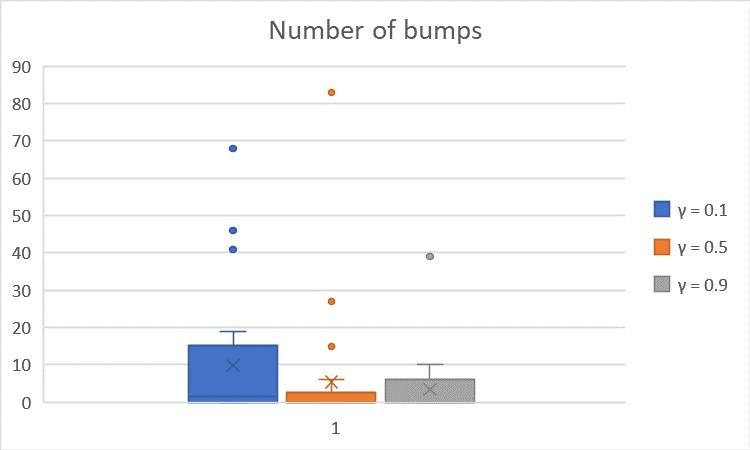 Number of bumps
90
80
70
60
50
40
30
20
10
0
1
γ = 0.1
γ = 0.5
γ = 0.9